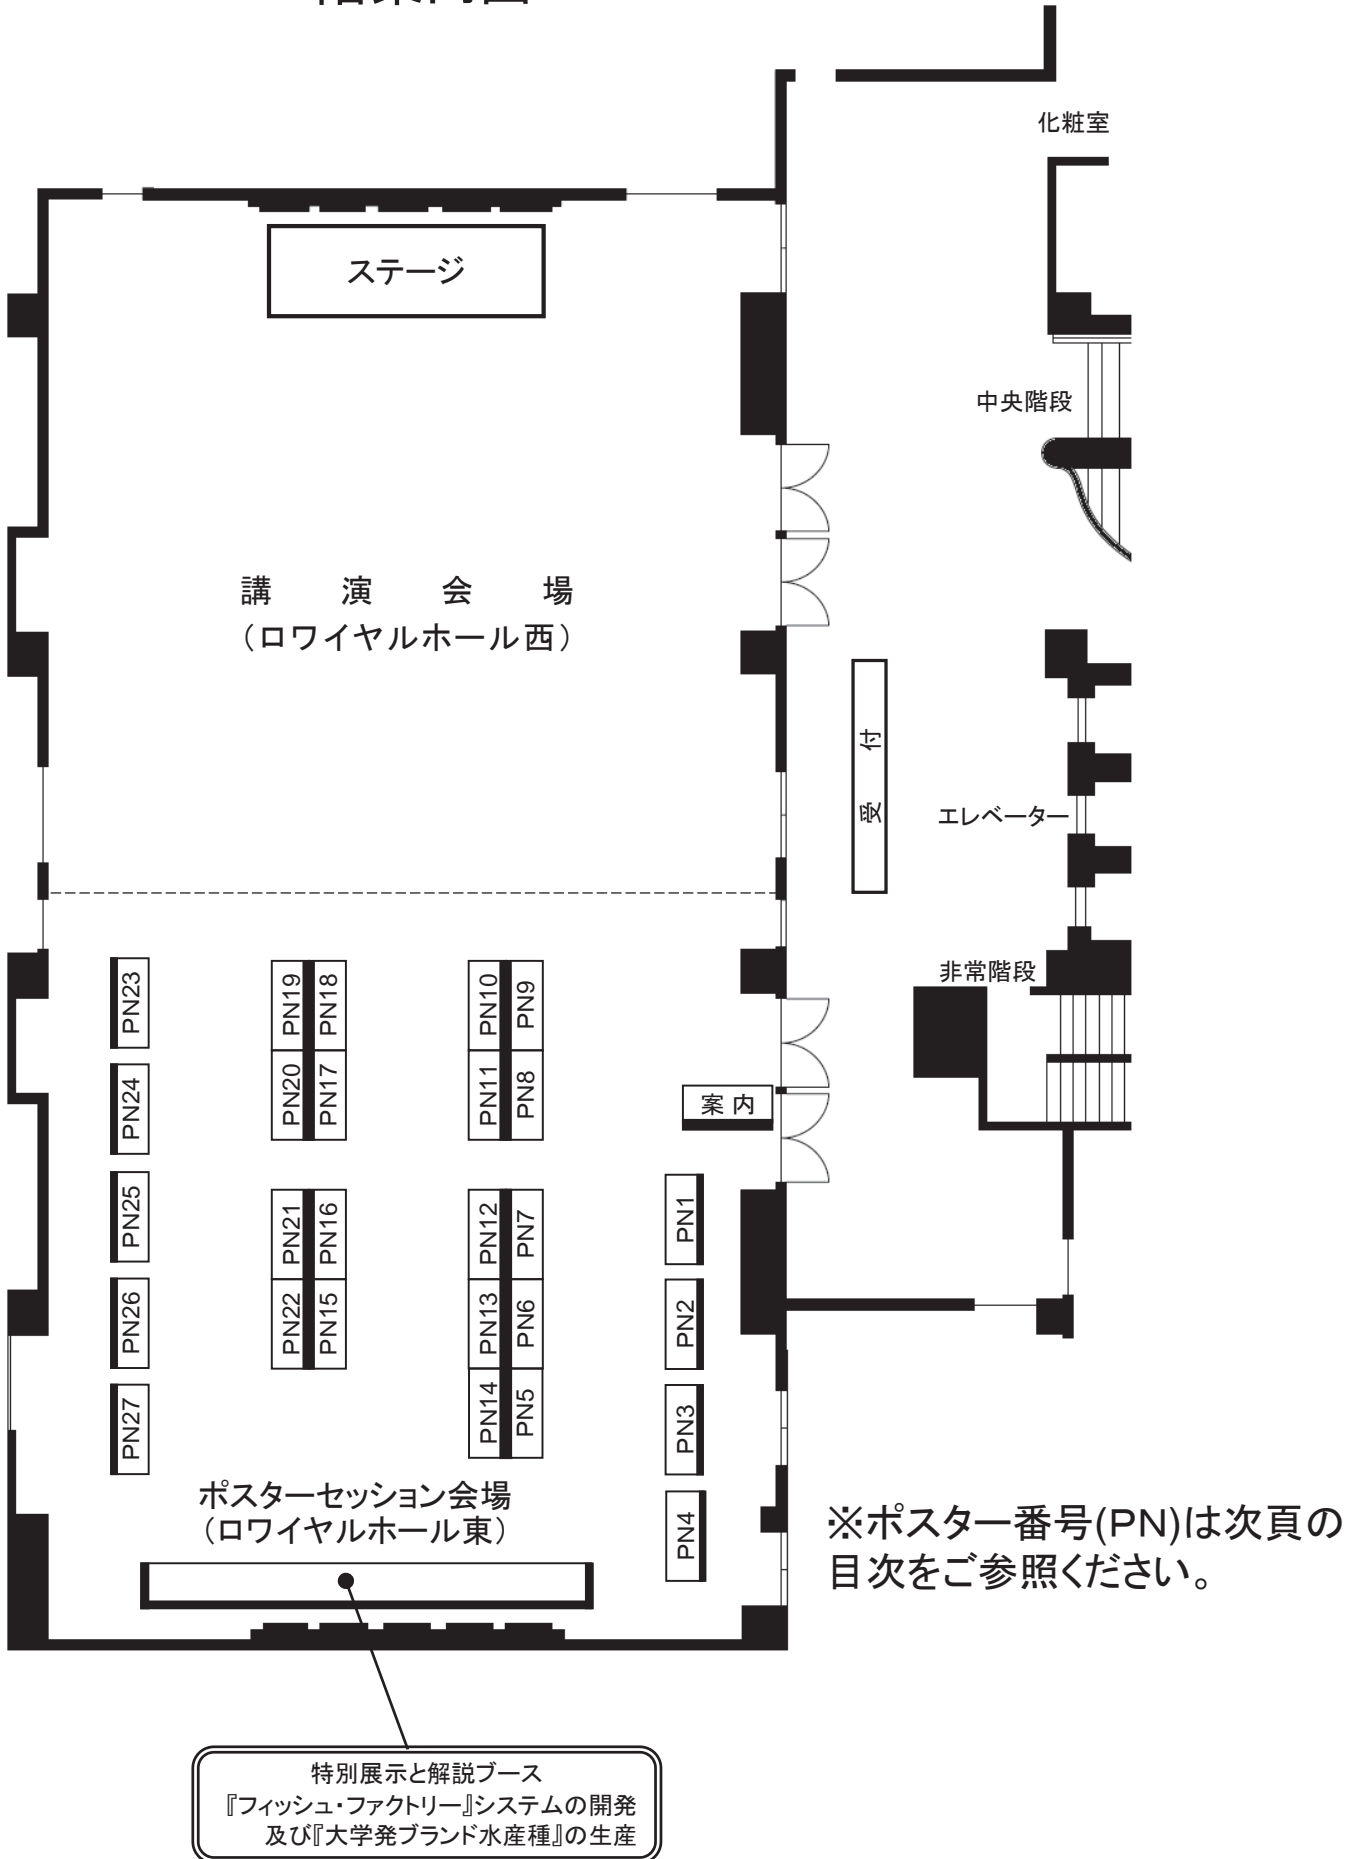 化粧室
ステージ
中央階段
講演会場
（ロワイヤルホール西）
受付
エレベーター
非常階段
PN23
PN19
PN18
PN10
PN9
PN24
PN20
PN17
PN11
PN8
案内
PN25
PN21
PN16
PN12
PN7
PN1
PN26
PN22
PN15
PN13
PN6
PN2
PN27
PN14
PN5
PN3
PN4
ポスターセッション会場
（ロワイヤルホール東）
※ポスター番号(PN)は次頁の
目次をご参照ください。
特別展示と解説ブース
『フィッシュ・ファクトリー』システムの開発
及び『大学発ブランド水産種』の生産